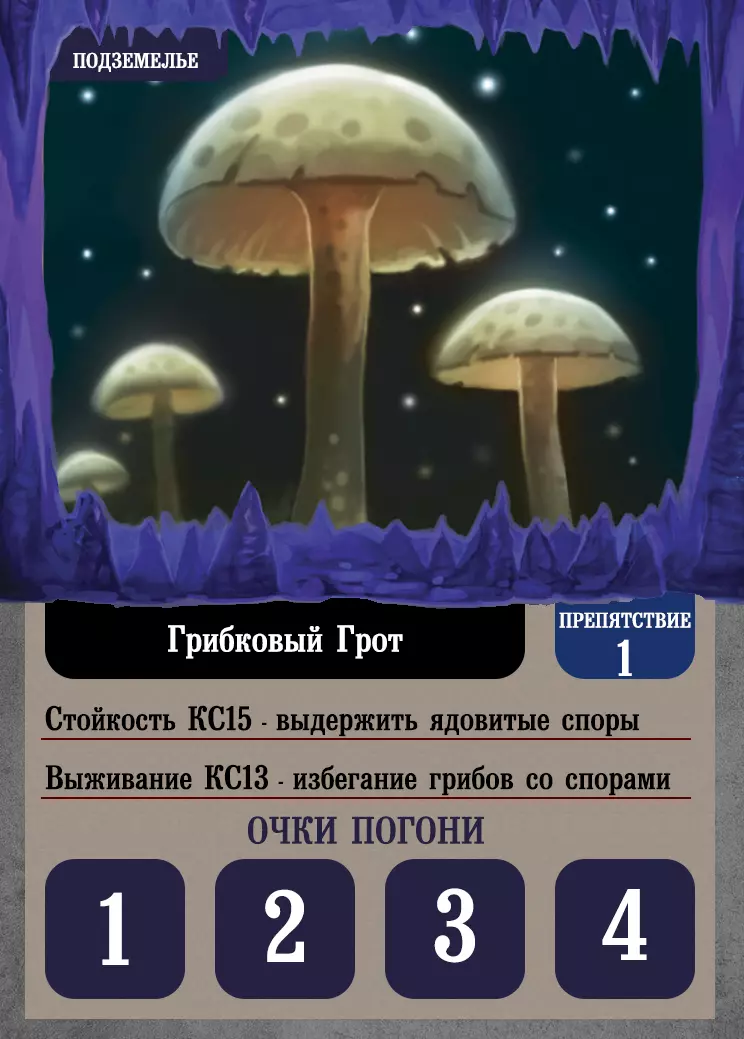 ПОДЗЕМЕЛЬЕ
Грибковый Грот
ПРЕПЯТСТВИЕ
1
Стойкость КС15 - выдержить ядовитые споры
Выживание КС13 - избегание грибов со спорами
ОЧКИ ПОГОНИ
1 2 3 4